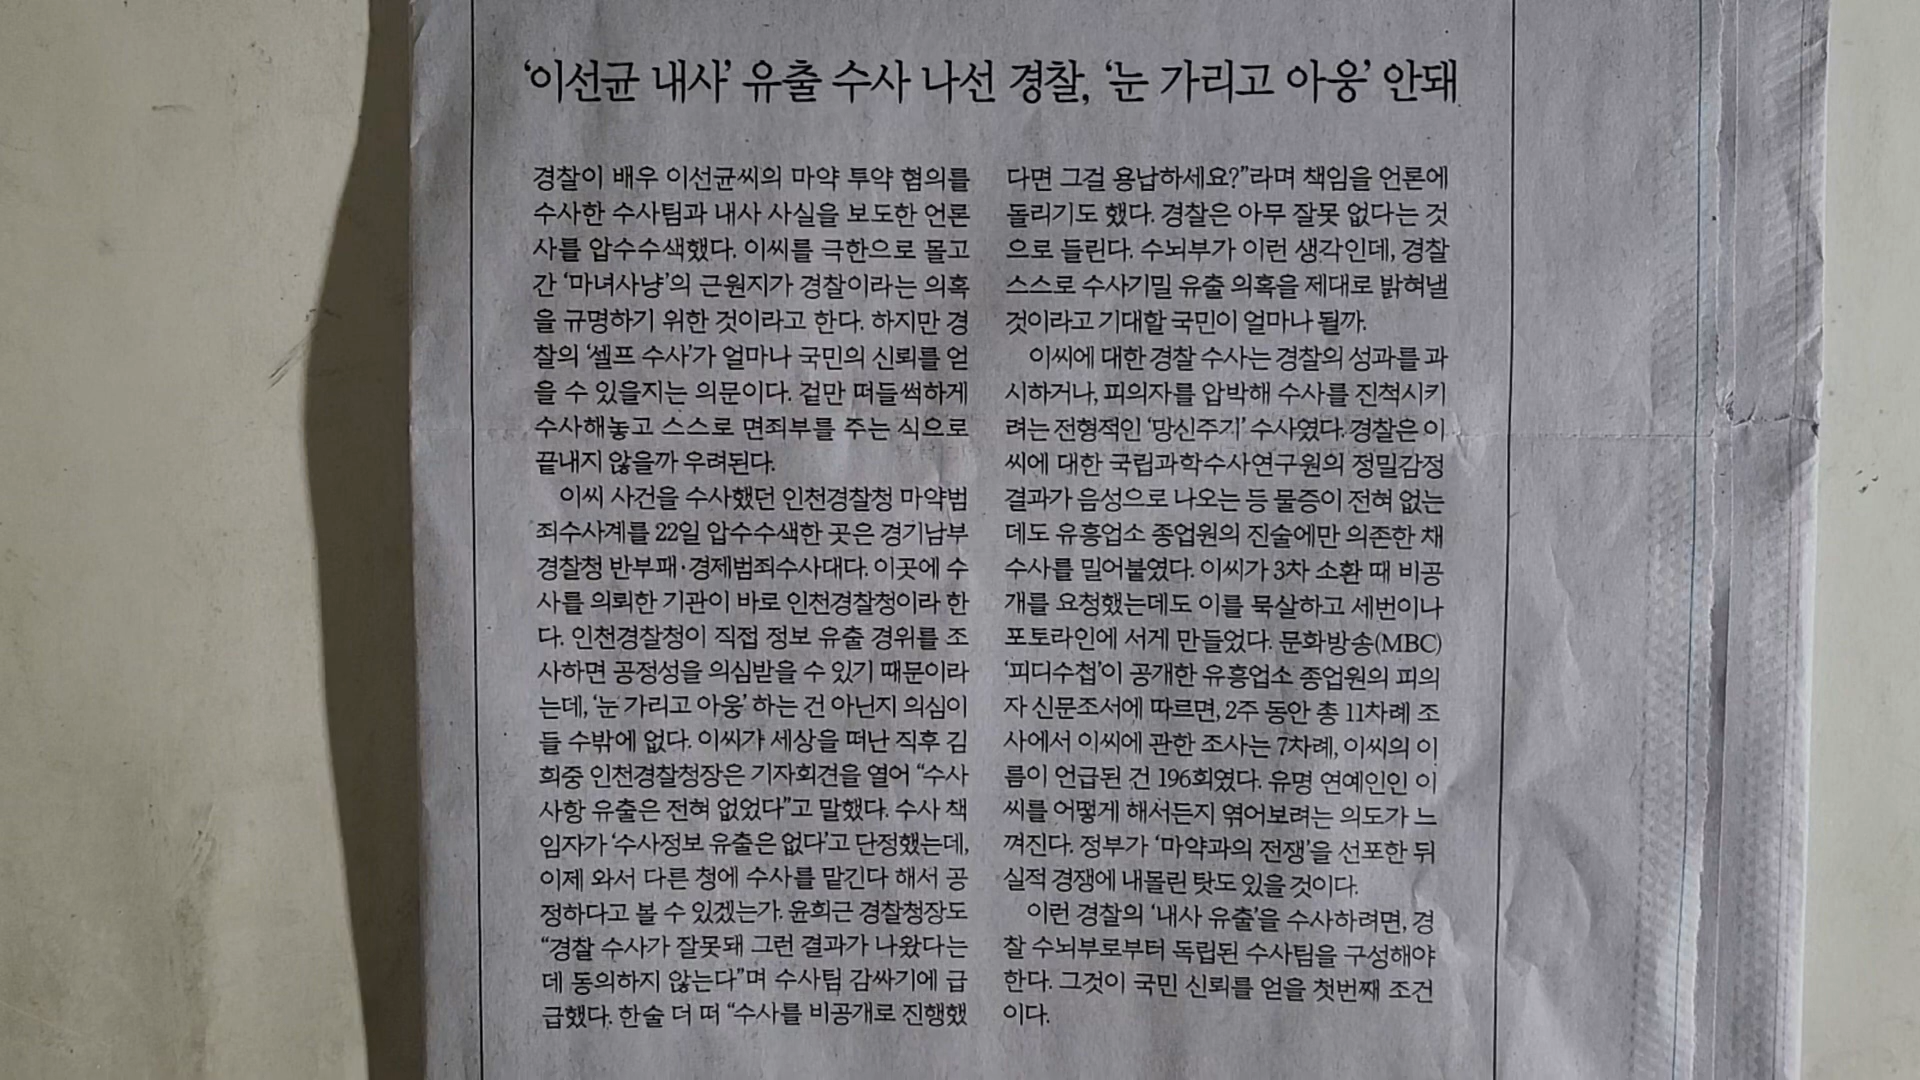 ‘이선균 내사’ 유출 수사 나선 경찰, ‘눈 가리고 아웅’ 안돼
경찰이 배우 이선균씨의 마약 투약 혐의를
수사한 수사팀과 내사 사실을 보도한 언론
사를 압수수색했다. 이씨를 극한으로 몰고
간 ‘마녀사냥’의 근원지가 경찰이라는 의혹
을 규명하기 위한 것이라고 한다. 하지만 경
찰의 ‘셀프 수사’가 얼마나 국민의 신뢰를 얻
을 수 있을지는 의문이다. 겉만 떠들썩하게
수사해놓고 스스로 면죄부를 주는 식으로
끝내지 않을까 우려된다.
이씨 사건을 수사했던 인천경찰청 마약범
죄수사계를 22일 압수수색한 곳은 경기남부
경찰청 반부패·경제범죄수사대다. 이곳에 수
사를 의뢰한 기관이 바로 인천경찰청이라 한
다. 인천경찰청이 직접 정보 유출 경위를 조
사하면 공정성을 의심받을 수 있기 때문이라
는데, ‘눈 가리고 아웅’ 하는 건 아닌지 의심이
들 수밖에 없다. 이씨가 세상을 떠난 직후 김
희중 인천경찰청장은 기자회견을 열어 “수사
사항 유출은 전혀 없었다”고 말했다. 수사 책
임자가 ‘수사정보 유출은 없다’고 단정했는데,
이제 와서 다른 청에 수사를 맡긴다 해서 공
정하다고 볼 수 있겠는가. 윤희근 경찰청장도
“경찰 수사가 잘못돼 그런 결과가 나왔다는
데 동의하지 않는다”며 수사팀 감싸기에 급
급했다. 한술 더 떠 “수사를 비공개로 진행했
다면 그걸 용납하세요?”라며 책임을 언론에
돌리기도 했다. 경찰은 아무 잘못 없다는 것
으로 들린다. 수뇌부가 이런 생각인데, 경찰
스스로 수사기밀 유출 의혹을 제대로 밝혀낼
것이라고 기대할 국민이 얼마나 될까.
이씨에 대한 경찰 수사는 경찰의 성과를 과
시하거나, 피의자를 압박해 수사를 진척시키
려는 전형적인 ‘망신주기’ 수사였다. 경찰은 이
씨에 대한 국립과학수사연구원의 정밀감정
결과가 음성으로 나오는 등 물증이 전혀 없는
데도 유흥업소 종업원의 진술에만 의존한 채
수사를 밀어붙였다. 이씨가 3차 소환 때 비공
개를 요청했는데도 이를 묵살하고 세번이나
포토라인에 서게 만들었다. 문화방송(MBC)
‘피디수첩’이 공개한 유흥업소 종업원의 피의
자 신문조서에 따르면, 2주 동안 총 11차례 조
사에서 이씨에 관한 조사는 7차례, 이씨의 이
름이 언급된 건 196회였다. 유명 연예인인 이
씨를 어떻게 해서든지 엮어보려는 의도가 느
껴진다. 정부가 ‘마약과의 전쟁’을 선포한 뒤
실적 경쟁에 내몰린 탓도 있을 것이다.
이런 경찰의 ‘내사 유출’을 수사하려면, 경
찰 수뇌부로부터 독립된 수사팀을 구성해야
한다. 그것이 국민 신뢰를 얻을 첫번째 조건
이다.